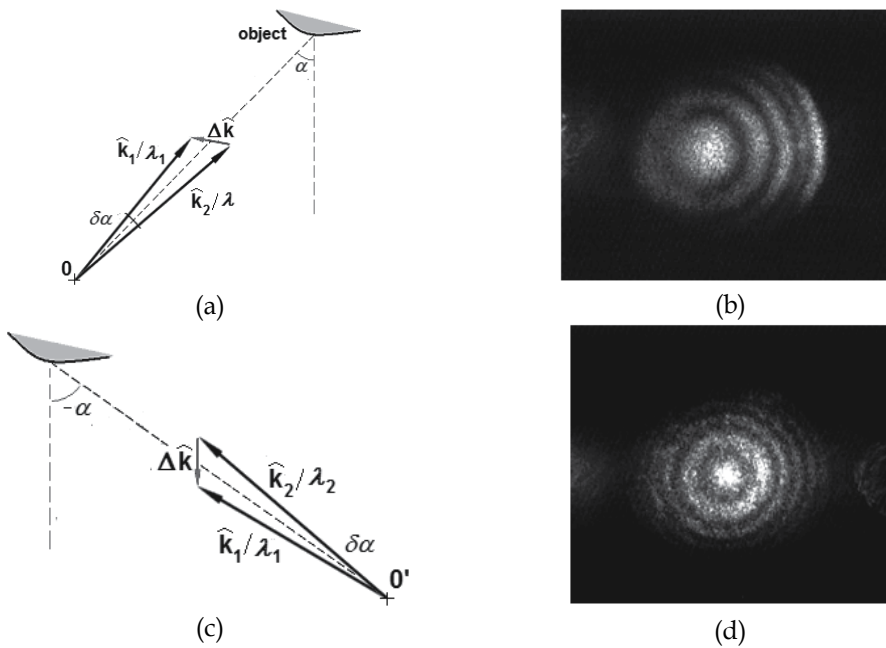 object
α
Δk̂
k̂₁/λ₁
k̂₂/λ
δα
0
(a)
(b)
-α
Δk̂
k̂₂/λ₂
δα
k̂₁/λ₁
0'
(c)
(d)